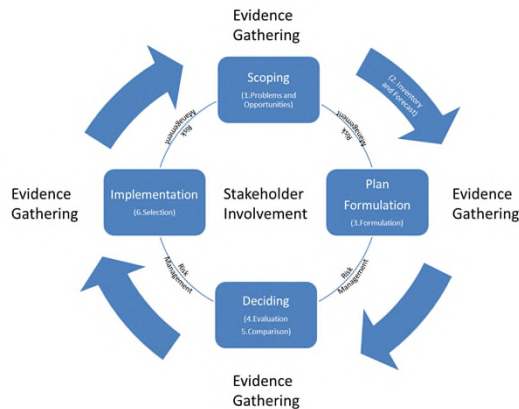 Evidence
Gathering
Scoping
(1.Problems and
Opportunities)
(2. Inventory
and Forecast)
Risk
Management
Risk
Management
Evidence
Gathering
Implementation
(6.Selection)
Stakeholder
Involvement
Plan
Formulation
(3.Formulation)
Evidence
Gathering
Risk
Management
Risk
Management
Deciding
(4.Evaluation
5.Comparison)
Evidence
Gathering